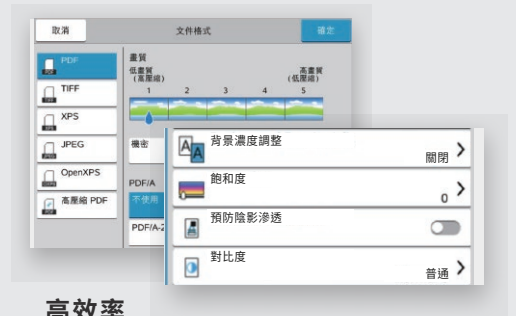 取消
文件格式
確定
PDF
TIFF
XPS
JPEG
OpenXPS
高壓縮 PDF
畫質
低畫質
(高壓縮)
高畫質
(低壓縮)
1 2 3 4 5
機密
PDF/A
不使用
PDF/A-2
背景濃度調整
關閉
飽和度
0
預防陰影滲透
對比度
普通
高效率